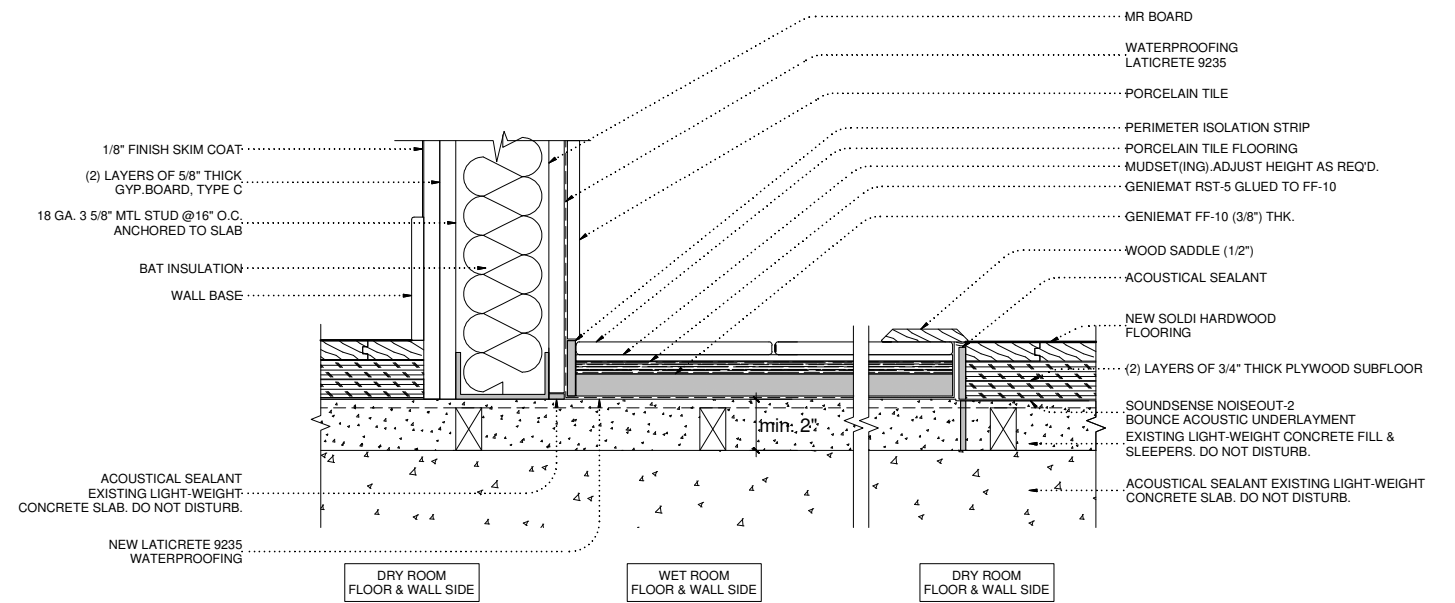 MR BOARD
WATERPROOFING
LATICRETE 9235
PORCELAIN TILE
PERIMETER ISOLATION STRIP
PORCELAIN TILE FLOORING
MUDSET(ING).ADJUST HEIGHT AS REQ'D.
GENIEMAT RST-5 GLUED TO FF-10
GENIEMAT FF-10 (3/8") THK.
WOOD SADDLE (1/2")
ACOUSTICAL SEALANT
NEW SOLDI HARDWOOD
FLOORING
(2) LAYERS OF 3/4" THICK PLYWOOD SUBFLOOR
SOUNDSENSE NOISEOUT-2
BOUNCE ACOUSTIC UNDERLAYMENT
EXISTING LIGHT-WEIGHT CONCRETE FILL &
SLEEPERS. DO NOT DISTURB.
ACOUSTICAL SEALANT EXISTING LIGHT-WEIGHT
CONCRETE SLAB. DO NOT DISTURB.
1/8" FINISH SKIM COAT
(2) LAYERS OF 5/8" THICK
GYP.BOARD, TYPE C
18 GA. 3 5/8" MTL STUD @16" O.C.
ANCHORED TO SLAB
BAT INSULATION
WALL BASE
min. 2"
ACOUSTICAL SEALANT
EXISTING LIGHT-WEIGHT
CONCRETE SLAB. DO NOT DISTURB.
NEW LATICRETE 9235
WATERPROOFING
DRY ROOM
FLOOR & WALL SIDE
WET ROOM
FLOOR & WALL SIDE
DRY ROOM
FLOOR & WALL SIDE